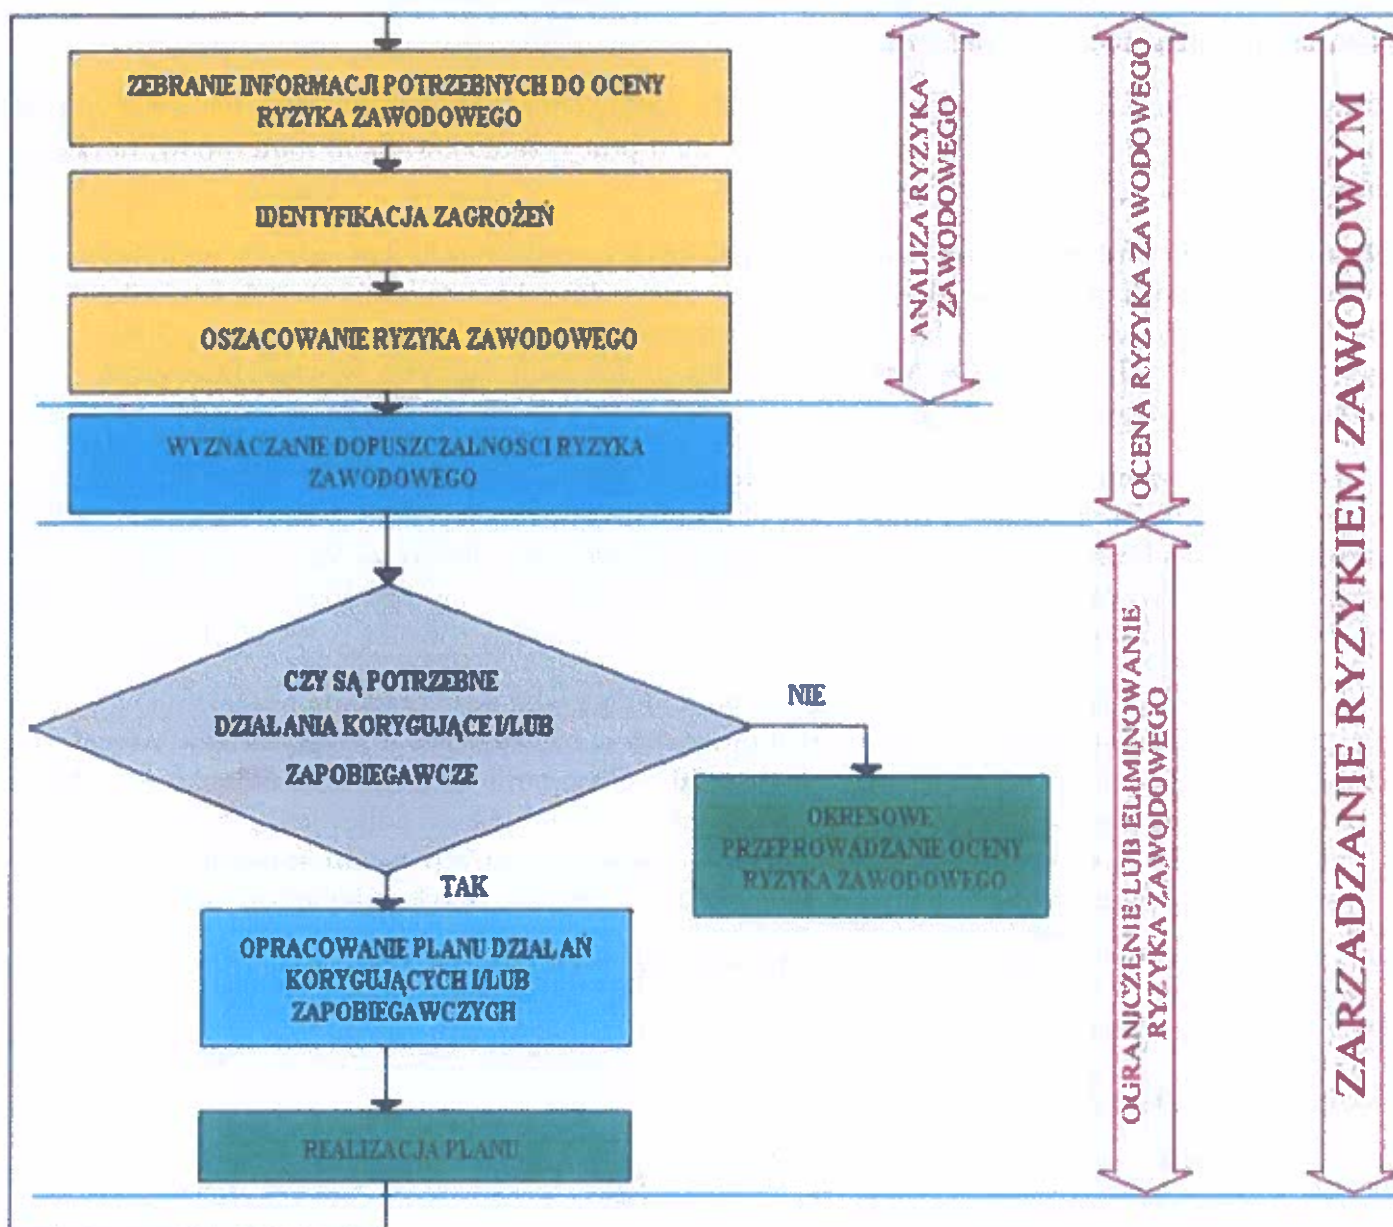 ZEBRANIE INFORMACJI POTRZEBNYCH DO OCENY
RYZYKA ZAWODOWEGO
IDENTYFIKACJA ZAGROŻEŃ
OSZACOWANIE RYZYKA ZAWODOWEGO
WYZNACZANIE DOPUSZCZALNOŚCI RYZYKA
ZAWODOWEGO
CZY SĄ POTRZEBNE
DZIAŁANIA KORYGUJĄCE I/LUB
ZAPOBIEGAWCZE
NIE
OKRESOWE
PRZEPROWADZANIE OCENY
RYZYKA ZAWODOWEGO
TAK
OPRACOWANIE PLANU DZIAŁAŃ
KORYGUJĄCYCH I/LUB
ZAPOBIEGAWCZYCH
REALIZACJA PLANU
ANALIZA RYZYKA
ZAWODOWEGO
OCENA RYZYKA ZAWODOWEGO
OGRANICZENIE LUB ELIMINOWANIE
RYZYKA ZAWODOWEGO
ZARZADZANIE RYZYKIEM ZAWODOWYM